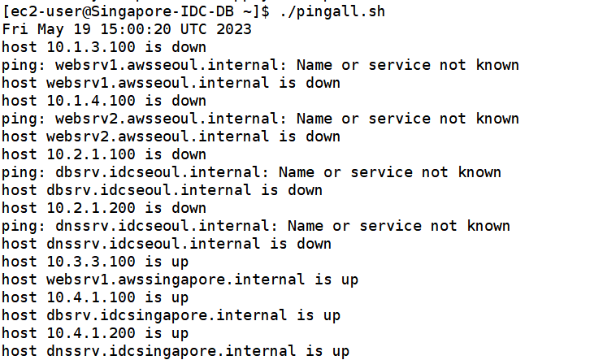 [ec2-user@Singapore-IDC-DB ~]$ ./pingall.sh
Fri May 19 15:00:20 UTC 2023
host 10.1.3.100 is down
ping: websrv1.awsseoul.internal: Name or service not known
host websrv1.awsseoul.internal is down
host 10.1.4.100 is down
ping: websrv2.awsseoul.internal: Name or service not known
host websrv2.awsseoul.internal is down
host 10.2.1.100 is down
ping: dbsrv.idcseoul.internal: Name or service not known
host dbsrv.idcseoul.internal is down
host 10.2.1.200 is down
ping: dnssrv.idcseoul.internal: Name or service not known
host dnssrv.idcseoul.internal is down
host 10.3.3.100 is up
host websrv1.awssingapore.internal is up
host 10.4.1.100 is up
host dbsrv.idcsingapore.internal is up
host 10.4.1.200 is up
host dnssrv.idcsingapore.internal is up